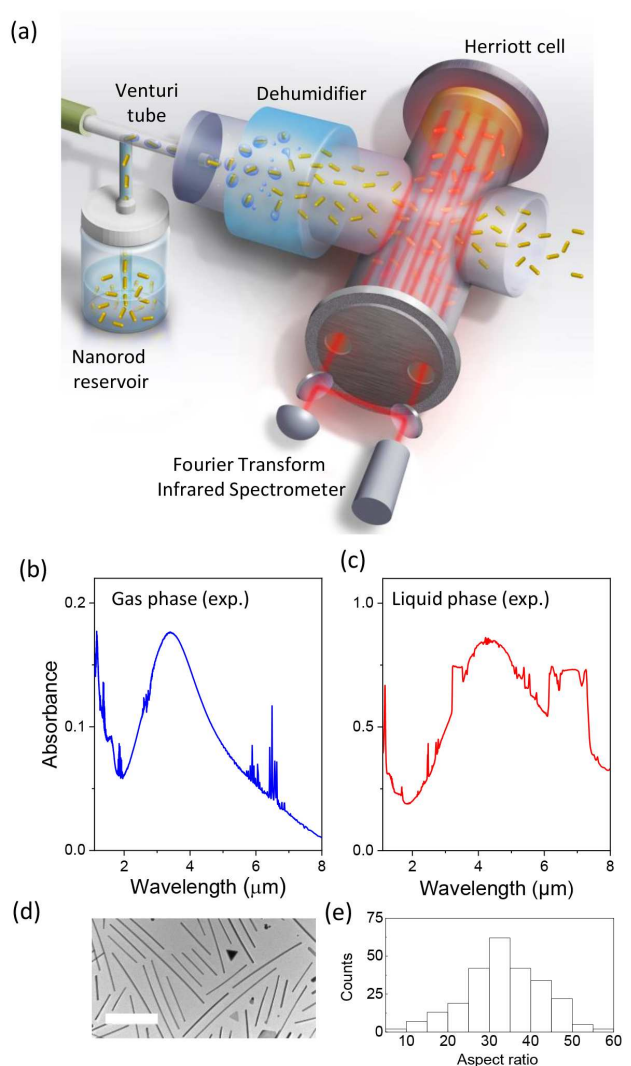 (a)
Herriott cell
Venturi
tube
Dehumidifier
Nanorod
reservoir
Fourier Transform
Infrared Spectrometer
(b)
Gas phase (exp.)
0.2
0.1
0.0
Absorbance
2
4
6
8
Wavelength (μm)
(c)
Liquid phase (exp.)
1.0
0.5
0.0
2
4
6
8
Wavelength (µm)
(d)
(e)
75
50
25
0
Counts
10
20
30
40
50
60
Aspect ratio